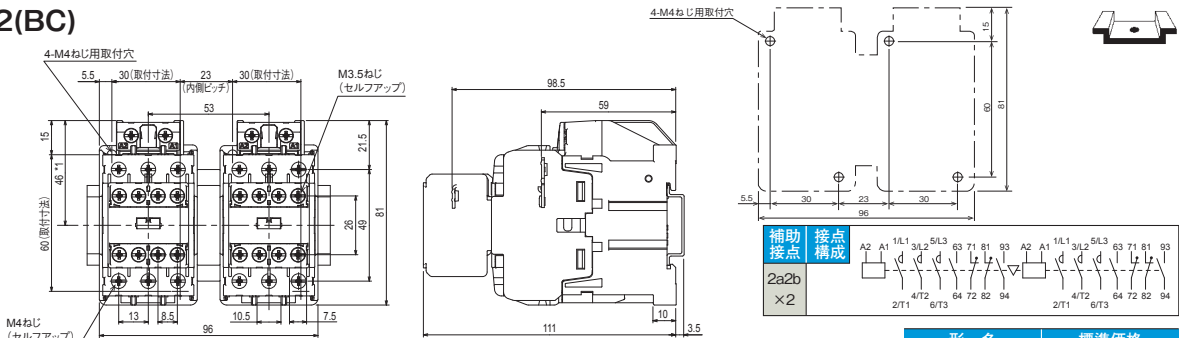 2(BC)
4-M4ねじ用取付穴
5.5
30(取付寸法)
23
30(取付寸法)
(内側ピッチ)
M3.5ねじ
(セルフアップ)
53
15
46 *1
60(取付寸法)
21.5
26
49
81
M4ねじ
(セルフアップ)
13
8.5
10.5
7.5
96
98.5
59
10
111
3.5
4-M4ねじ用取付穴
15
60
81
5.5
30
23
30
96
補助接点
接点構成
2a2b
×2
A2 A1 1/L1 3/L2 5/L3 63 71 81 93 A2 A1 1/L1 3/L2 5/L3 63 71 81 93
2/T1 4/T2 6/T3 64 72 82 94 2/T1 4/T2 6/T3 64 72 82 94
形 名
標準価格